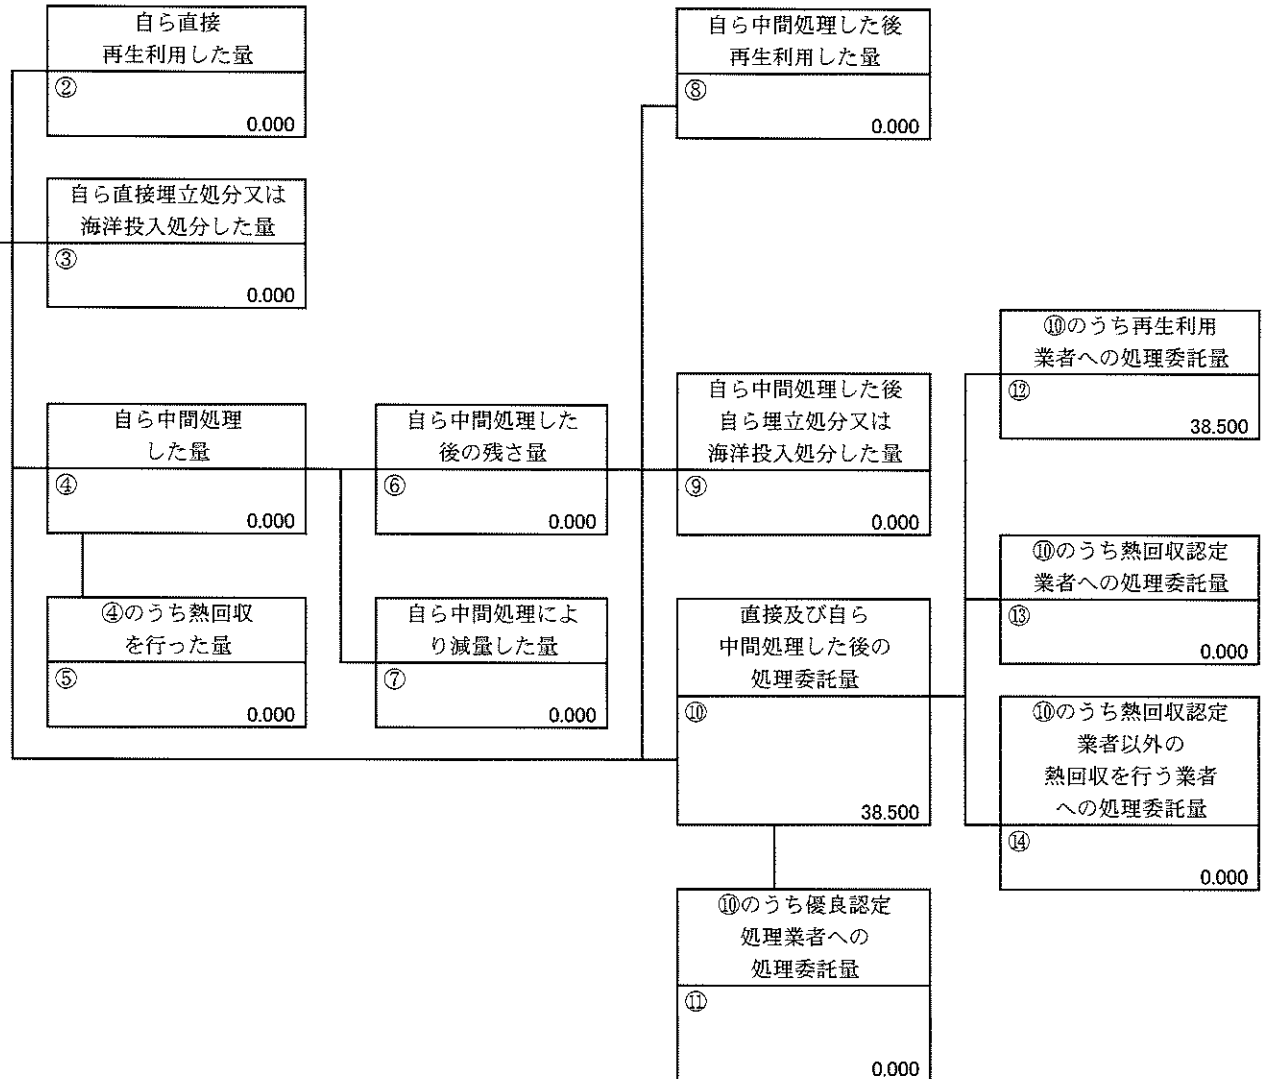 自ら直接
再生利用した量
②
0.000
自ら中間処理した後
再生利用した量
⑧
0.000
自ら直接埋立処分又は
海洋投入処分した量
③
0.000
⑩のうち再生利用
業者への処理委託量
⑫
38.500
自ら中間処理
した量
④
0.000
自ら中間処理した
後の残さ量
⑥
0.000
自ら中間処理した後
自ら埋立処分又は
海洋投入処分した量
⑨
0.000
⑩のうち熱回収認定
業者への処理委託量
⑬
0.000
④のうち熱回収
を行った量
⑤
0.000
自ら中間処理によ
り減量した量
⑦
0.000
直接及び自ら
中間処理した後の
処理委託量
⑩
38.500
⑩のうち熱回収認定
業者以外の
熱回収を行う業者
への処理委託量
⑭
0.000
⑩のうち優良認定
処理業者への
処理委託量
⑪
0.000